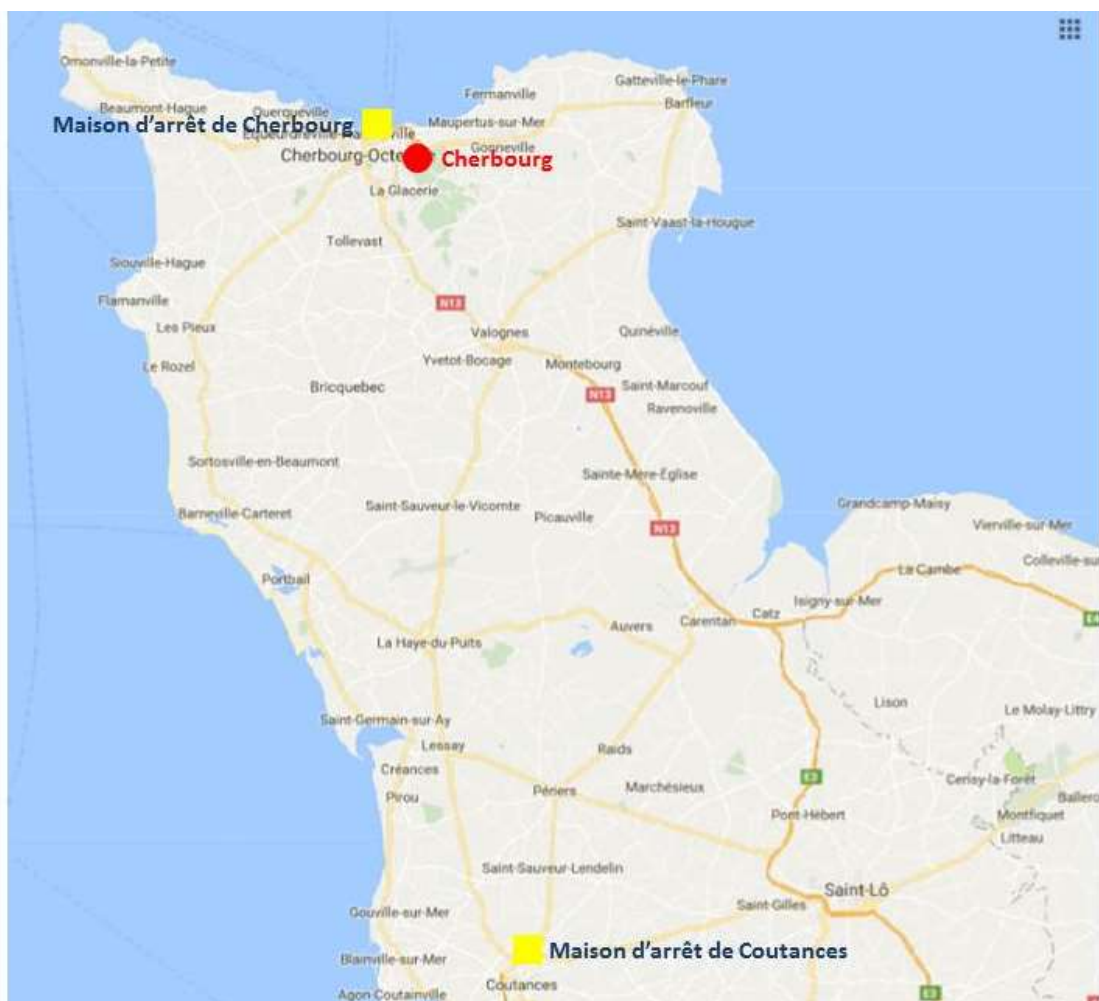 Omonville-la-Petite
Gatteville-le-Phare
Fermanville
Beaumont-Hague
Querqueville
Barfleur
Maison d'arrêt de Cherbourg
Maupertus-sur-Mer
Gonneville
Cherbourg
La Glacerie
Saint-Vaast-la-Hougue
Tollevast
Siouville-Hague
Flamanville
N13
Les Pieux
Valognes
Quinéville
Yvetot-Bocage
Montebourg
Le Rozel
Bricquebec
Saint-Marcouf
N13
Ravenoville
Sortosville-en-Beaumont
Sainte-Mère-Église
Saint-Sauveur-le-Vicomte
Grandcamp-Maisy
Barneville-Carteret
Picauville
N13
Vierville-sur-Mer
Colleville-su
La Cambe
Portbail
Isigny-sur-Mer
Catz
Carentan
E4
Auvers
La Haye-du-Puits
Lison
Le Molay-Littry
Saint-Germain-sur-Ay
Lessay
Raids
Créances
E3
Cerisy-la-Forêt
Périers
Marchésieux
Pirou
Ballero
Pont-Hébert
Montfiquet
Litteau
Saint-Sauveur-Lendelin
Saint-Lô
Saint-Gilles
Gouville-sur-Mer
Maison d'arrêt de Coutances
Blainville-sur-Mer
Coutances
Agon-Coutainville
E3